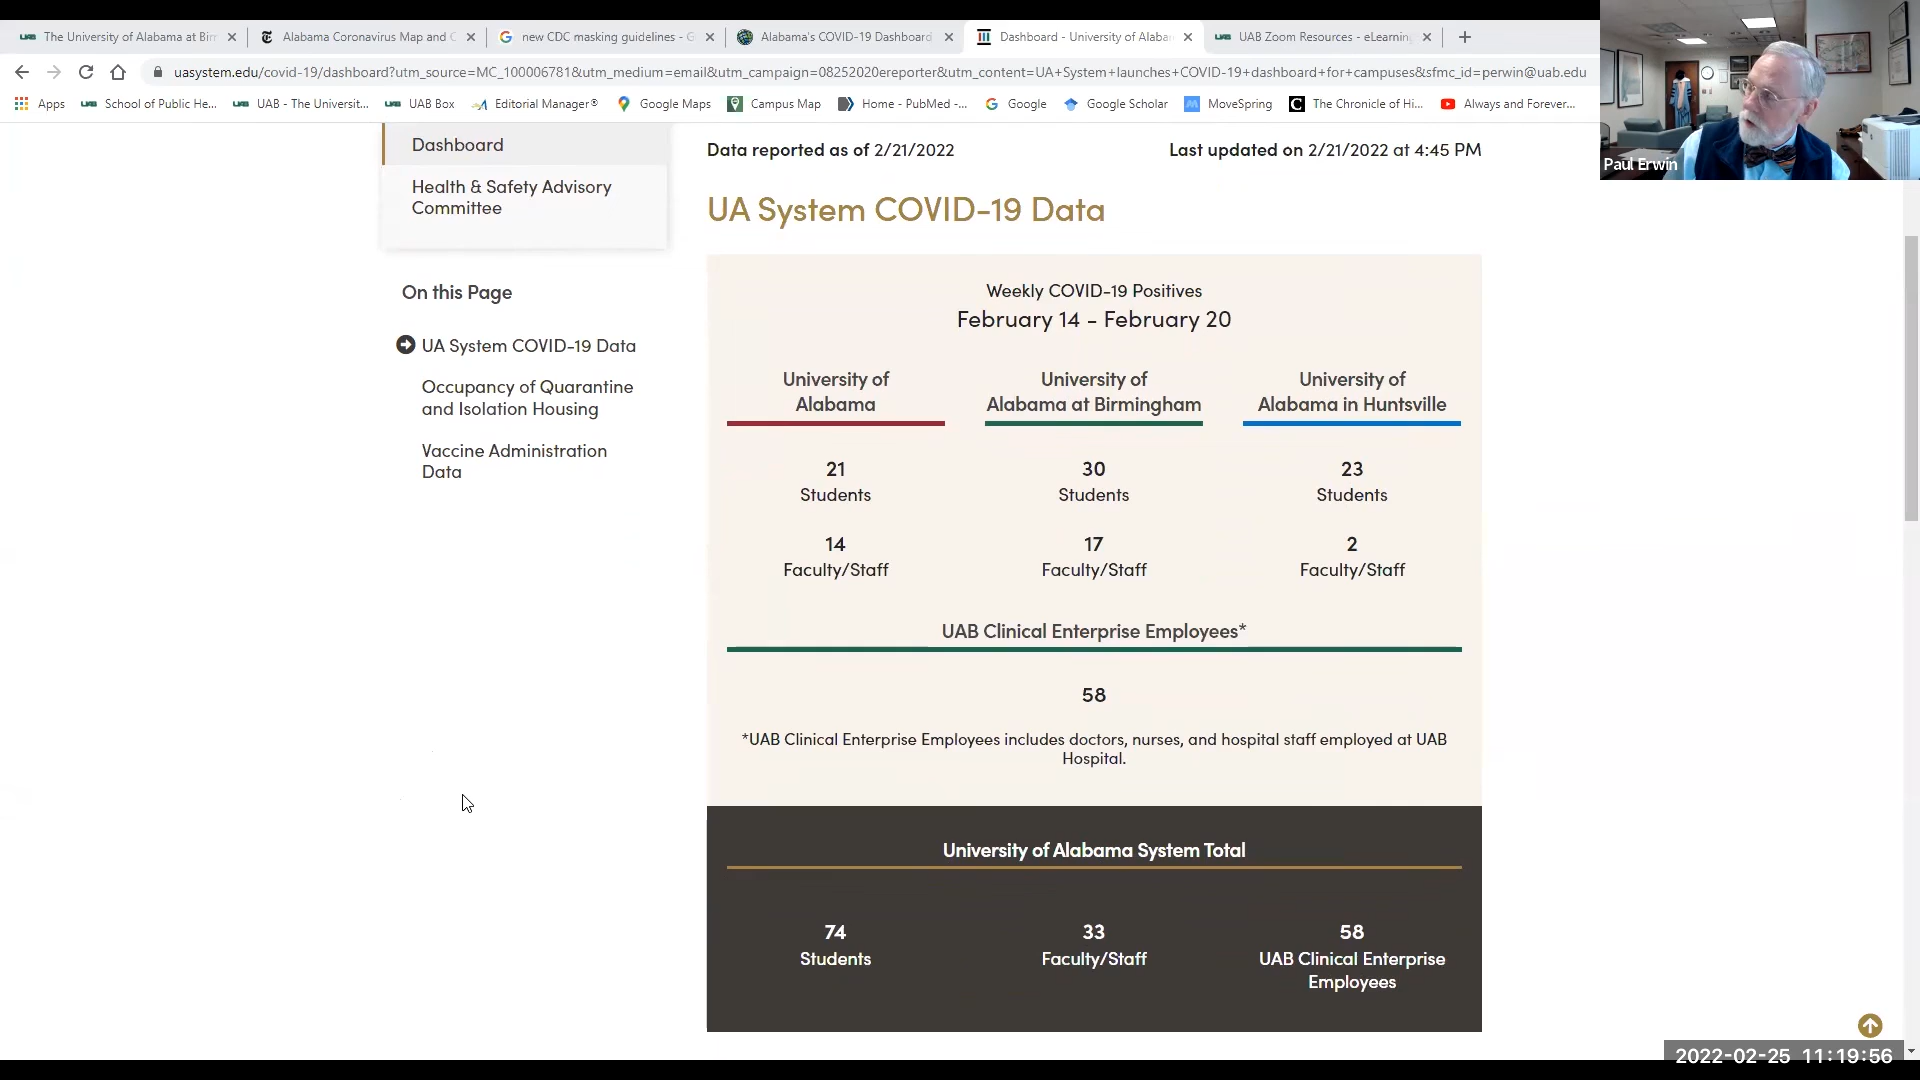 The University of Alabama at Bir
Alabama Coronavirus Map and C
new CDC masking guidelines - G
Alabama's COVID-19 Dashboard
Dashboard - University of Alaba
UAB Zoom Resources - eLearning
uasystem.edu/covid-19/dashboard?utm_source=MC_100006781&utm_medium=email&utm_campaign=08252020ereporter&utm_content=UA+System+launches+COVID-19+dashboard+for+campuses&sfmc_id=perwin@uab.edu
Apps
School of Public He...
UAB - The Universit...
UAB Box
Editorial Manager®
Google Maps
Campus Map
Home - PubMed -...
Google
Google Scholar
MoveSpring
The Chronicle of Hi...
Always and Forever...
Paul Erwin
Dashboard
Health & Safety Advisory
Committee
On this Page
UA System COVID-19 Data
Occupancy of Quarantine
and Isolation Housing
Vaccine Administration
Data
Data reported as of 2/21/2022
Last updated on 2/21/2022 at 4:45 PM
UA System COVID-19 Data
Weekly COVID-19 Positives
February 14 - February 20
University of
Alabama
University of
Alabama at Birmingham
University of
Alabama in Huntsville
21
Students
30
Students
23
Students
14
Faculty/Staff
17
Faculty/Staff
2
Faculty/Staff
UAB Clinical Enterprise Employees*
58
*UAB Clinical Enterprise Employees includes doctors, nurses, and hospital staff employed at UAB
Hospital.
University of Alabama System Total
74
Students
33
Faculty/Staff
58
UAB Clinical Enterprise
Employees
2022-02-25 11:19:56